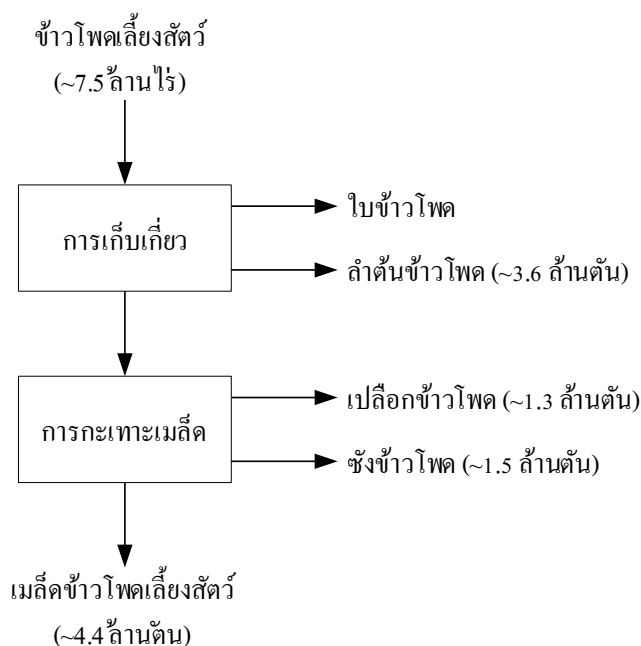 ข้าวโพดเลี้ยงสัตว์
(~7.5 ล้านไร่)
การเก็บเกี่ยว
ใบข้าวโพด
ลำต้นข้าวโพด (~3.6 ล้านตัน)
การกะเทาะเมล็ด
เปลือกข้าวโพด (~1.3 ล้านตัน)
ซังข้าวโพด (~1.5 ล้านตัน)
เมล็ดข้าวโพดเลี้ยงสัตว์
(~4.4 ล้านตัน)